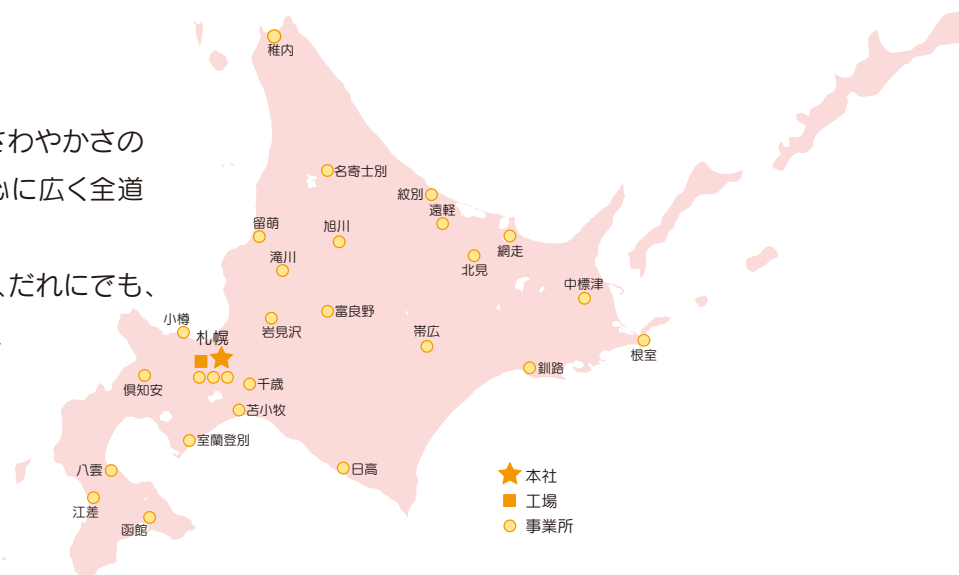 さわやかさの
心に広く全道
、だれにでも、
稚内
名寄士別
紋別
遠軽
留萌
旭川
網走
滝川
北見
中標津
富良野
小樽
岩見沢
帯広
札幌
根室
釧路
倶知安
千歳
苫小牧
室蘭登別
八雲
日高
本社
江差
工場
函館
事業所